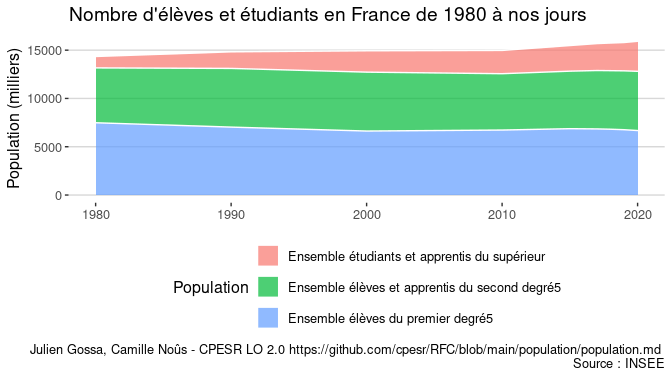 Nombre d'élèves et étudiants en France de 1980 à nos jours
Population (milliers)
15000
10000
5000
0
1980 1990 2000 2010 2020
Population
Ensemble étudiants et apprentis du supérieur
Ensemble élèves et apprentis du second degré5
Ensemble élèves du premier degré5
Julien Gossa, Camille Noûs - CPESR LO 2.0 https://github.com/cpesr/RFC/blob/main/population/population.md
Source : INSEE